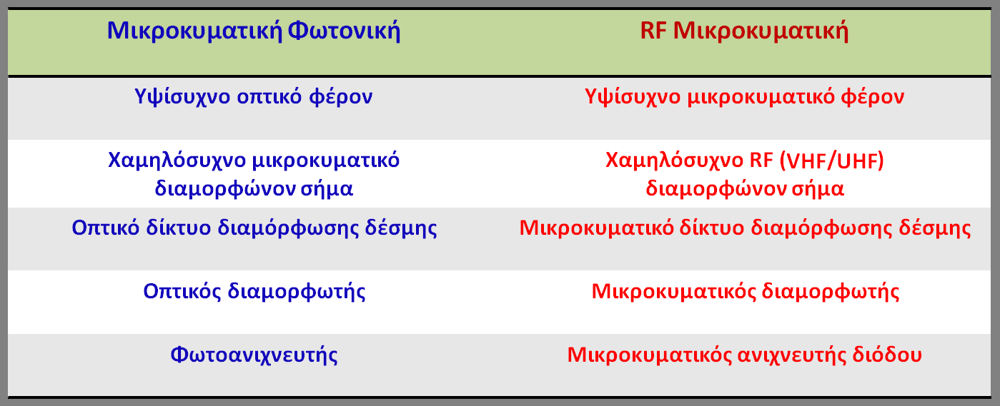 Μικροκυματική Φωτονική
RF Μικροκυματική
Υψίσυχνο οπτικό φέρον
Υψίσυχνο μικροκυματικό φέρον
Χαμηλόσυχνο μικροκυματικό
διαμορφώνον σήμα
Χαμηλόσυχνο RF (VHF/UHF)
διαμορφώνον σήμα
Οπτικό δίκτυο διαμόρφωσης δέσμης
Μικροκυματικό δίκτυο διαμόρφωσης δέσμης
Οπτικός διαμορφωτής
Μικροκυματικός διαμορφωτής
Φωτοανιχνευτής
Μικροκυματικός ανιχνευτής διόδου